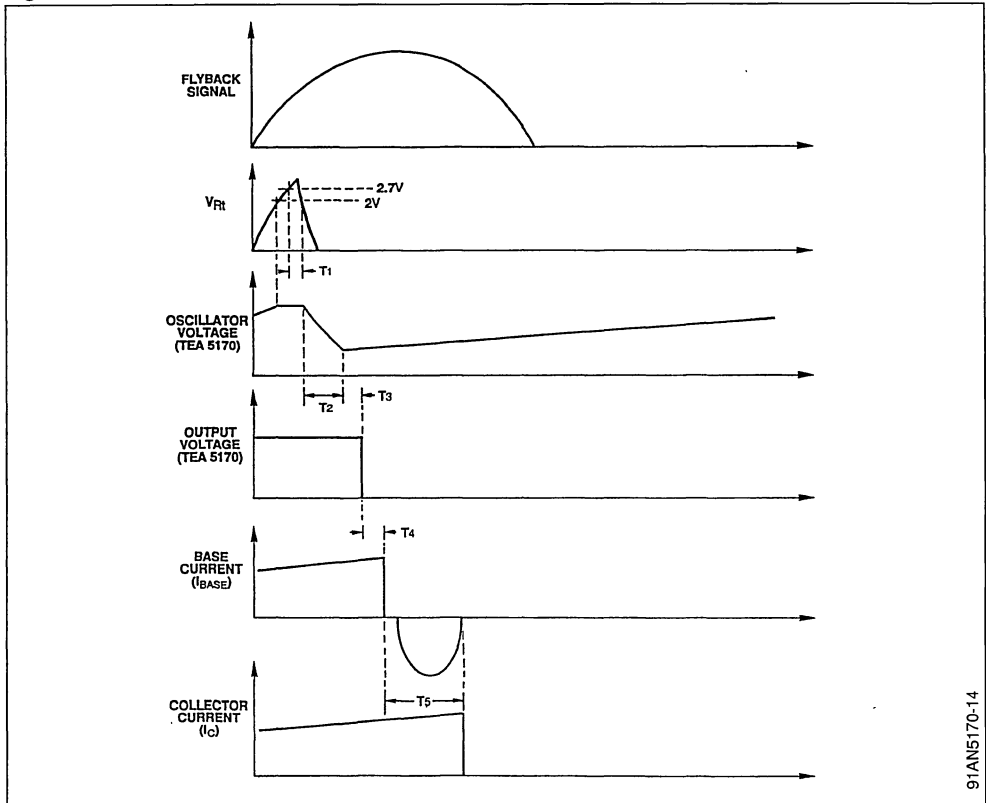 FLYBACK
SIGNAL
VRt
2.7V
2V
T1
OSCILLATOR
VOLTAGE
(TEA 5170)
T2
T3
OUTPUT
VOLTAGE
(TEA 5170)
T4
BASE
CURRENT
(IBASE)
T5
COLLECTOR
CURRENT
(IC)
91AN5170-14